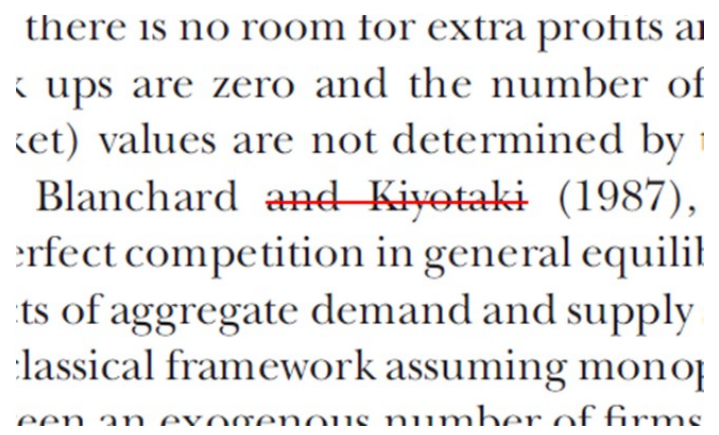 there is no room for extra profits
ups are zero and the number of
values are not determined by
Blanchard and Kiyotaki (1987),
competition in general
of aggregate demand and supply
framework assuming
an exogenous number of firms